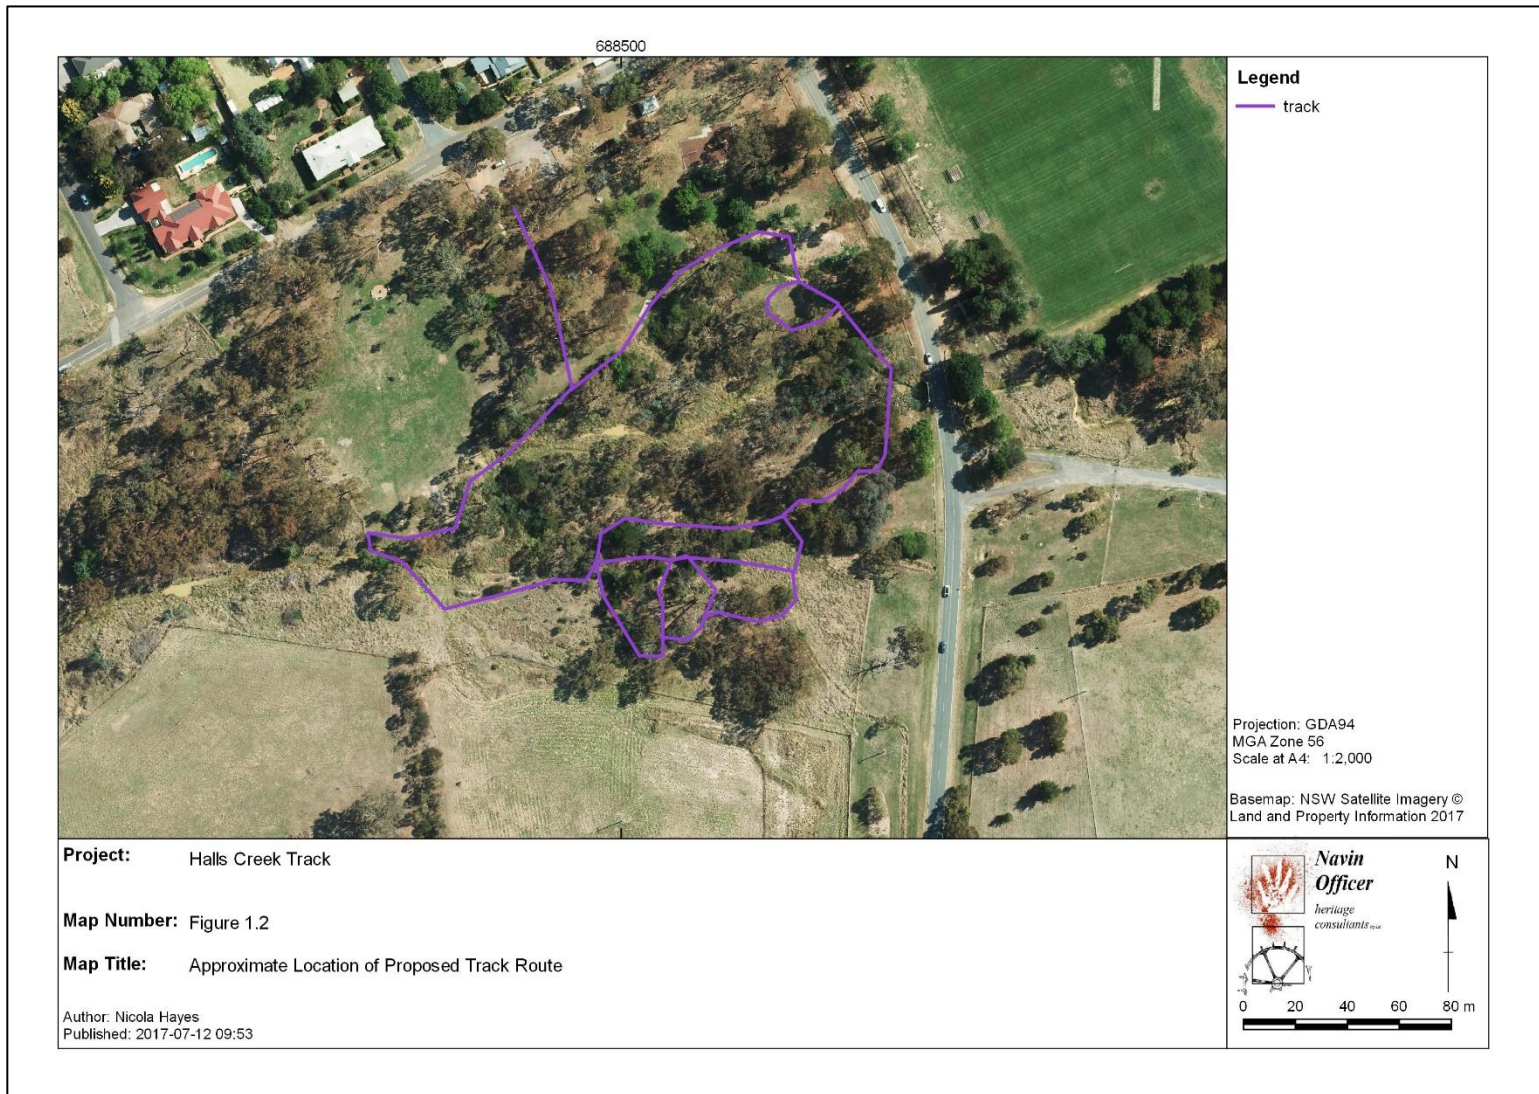 688500
Legend
track
Projection: GDA94
MGA Zone 56
Scale at A4: 1:2,000
Basemap: NSW Satellite Imagery ©
Land and Property Information 2017
Project: Halls Creek Track
Map Number: Figure 1.2
Map Title: Approximate Location of Proposed Track Route
Author: Nicola Hayes
Published: 2017-07-12 09:53
Navin
Officer
heritage
consultants
N
0 20 40 60 80 m